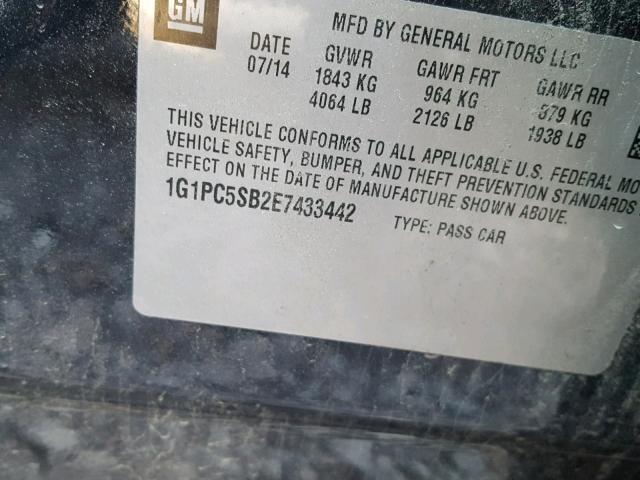 GM
MFD BY GENERAL MOTORS LLC
DATE GVWR GAWR FRT GAWR RR
07/14 1843 KG 964 KG 879 KG
4064 LB 2126 LB 1938 LB
THIS VEHICLE CONFORMS TO ALL APPLICABLE U.S. FEDERAL MO
VEHICLE SAFETY, BUMPER, AND THEFT PREVENTION STANDARDS
EFFECT ON THE DATE OF MANUFACTURE SHOWN ABOVE.
1G1PC5SB2E7433442 TYPE: PASS CAR